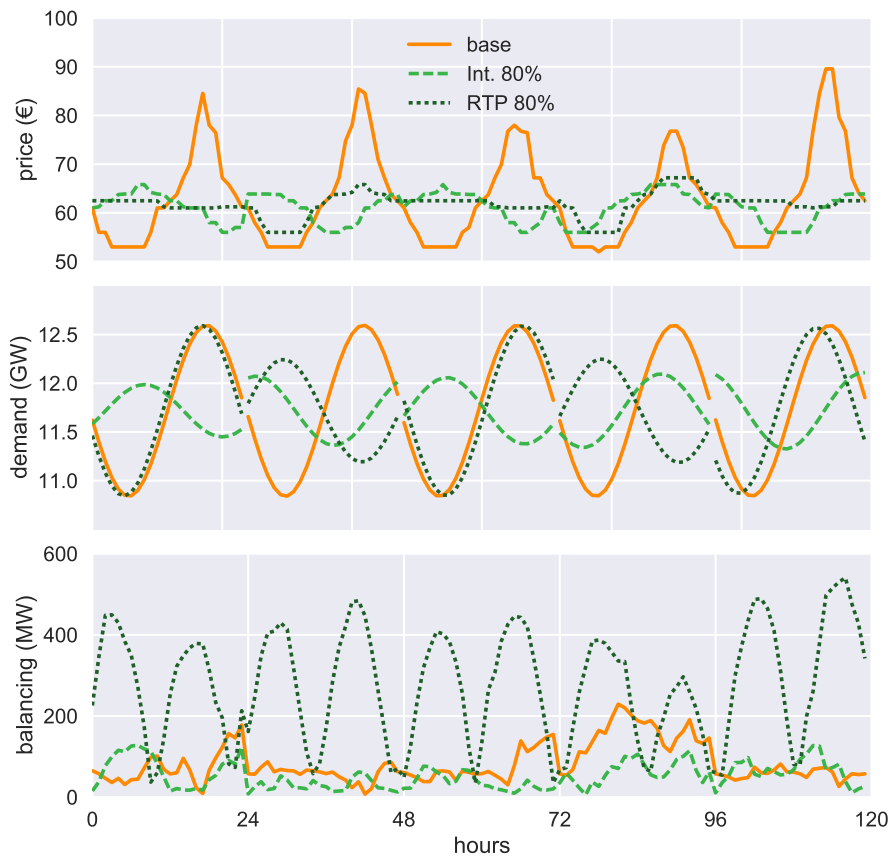 100
90
80
70
60
50
price (€)
base
Int. 80%
RTP 80%
12.5
12.0
11.5
11.0
demand (GW)
600
400
200
0
balancing (MW)
0 24 48 72 96 120
hours